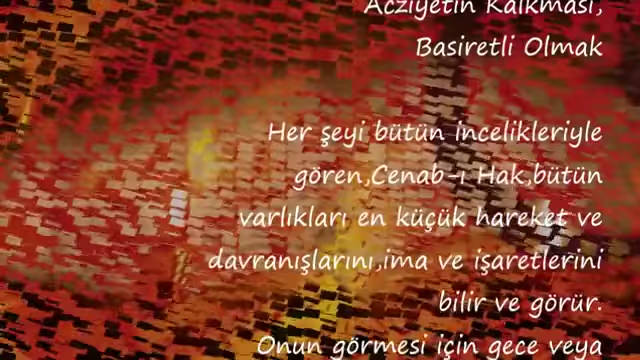 Acziyetin Kalkması,
Basiretli Olmak
Her şeyi bütün incelikleriyle
gören,Cenab-ı Hak,bütün
varlıkları en küçük hareket ve
davranışlarını,ima ve işaretlerini
bilir ve görür.
Onun görmesi için gece veya